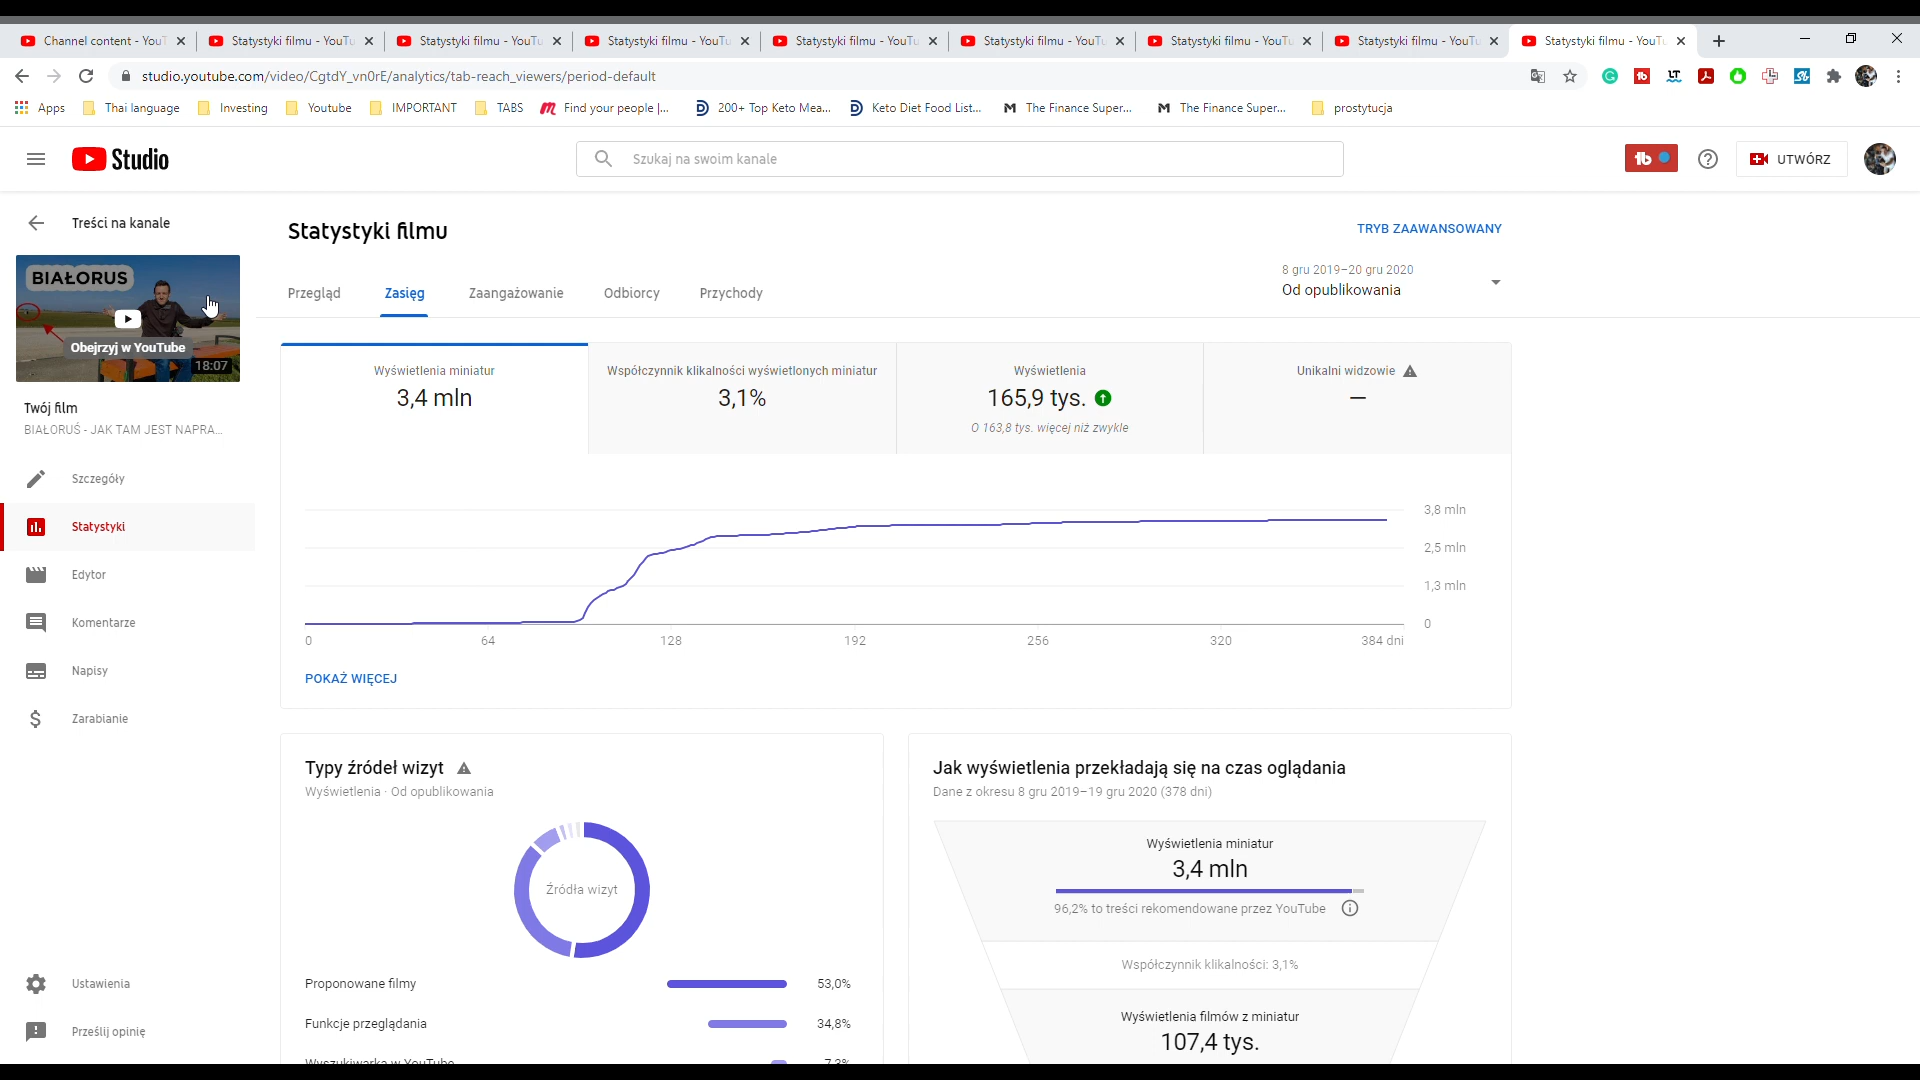 Channel content - YouT
Statystyki filmu - YouTu
Statystyki filmu - YouTu
Statystyki filmu - YouTu
Statystyki filmu - YouTu
Statystyki filmu - YouTu
Statystyki filmu - YouTu
Statystyki filmu - YouTu
Statystyki filmu - YouTu
studio.youtube.com/video/CgtdY_vn0rE/analytics/tab-reach_viewers/period-default
Apps
Thai language
Investing
Youtube
IMPORTANT
TABS
Find your people |...
200+ Top Keto Mea...
Keto Diet Food List...
The Finance Super...
The Finance Super...
prostytucja
Studio
Szukaj na swoim kanale
UTWÓRZ
Treści na kanale
BIAŁORUS
Obejrzyj w YouTube
18:07
Twój film
BIAŁORUŚ - JAK TAM JEST NAPRA...
Szczegóły
Statystyki
Edytor
Komentarze
Napisy
Zarabianie
Ustawienia
Prześlij opinię
Statystyki filmu
TRYB ZAAWANSOWANY
8 gru 2019–20 gru 2020
Od opublikowania
Przegląd
Zasięg
Zaangażowanie
Odbiorcy
Przychody
Wyświetlenia miniatur
3,4 mln
Współczynnik klikalności wyświetlonych miniatur
3,1%
Wyświetlenia
165,9 tys.
O 163,8 tys. więcej niż zwykle
Unikalni widzowie
—
3,8 mln
2,5 mln
1,3 mln
0
0
64
128
192
256
320
384 dni
POKAŻ WIĘCEJ
Typy źródeł wizyt
Wyświetlenia · Od opublikowania
Źródła wizyt
Proponowane filmy
53,0%
Funkcje przeglądania
34,8%
Wyszukiwarka w YouTube
7,3%
Jak wyświetlenia przekładają się na czas oglądania
Dane z okresu 8 gru 2019–19 gru 2020 (378 dni)
Wyświetlenia miniatur
3,4 mln
96,2% to treści rekomendowane przez YouTube
Współczynnik klikalności: 3,1%
Wyświetlenia filmów z miniatur
107,4 tys.